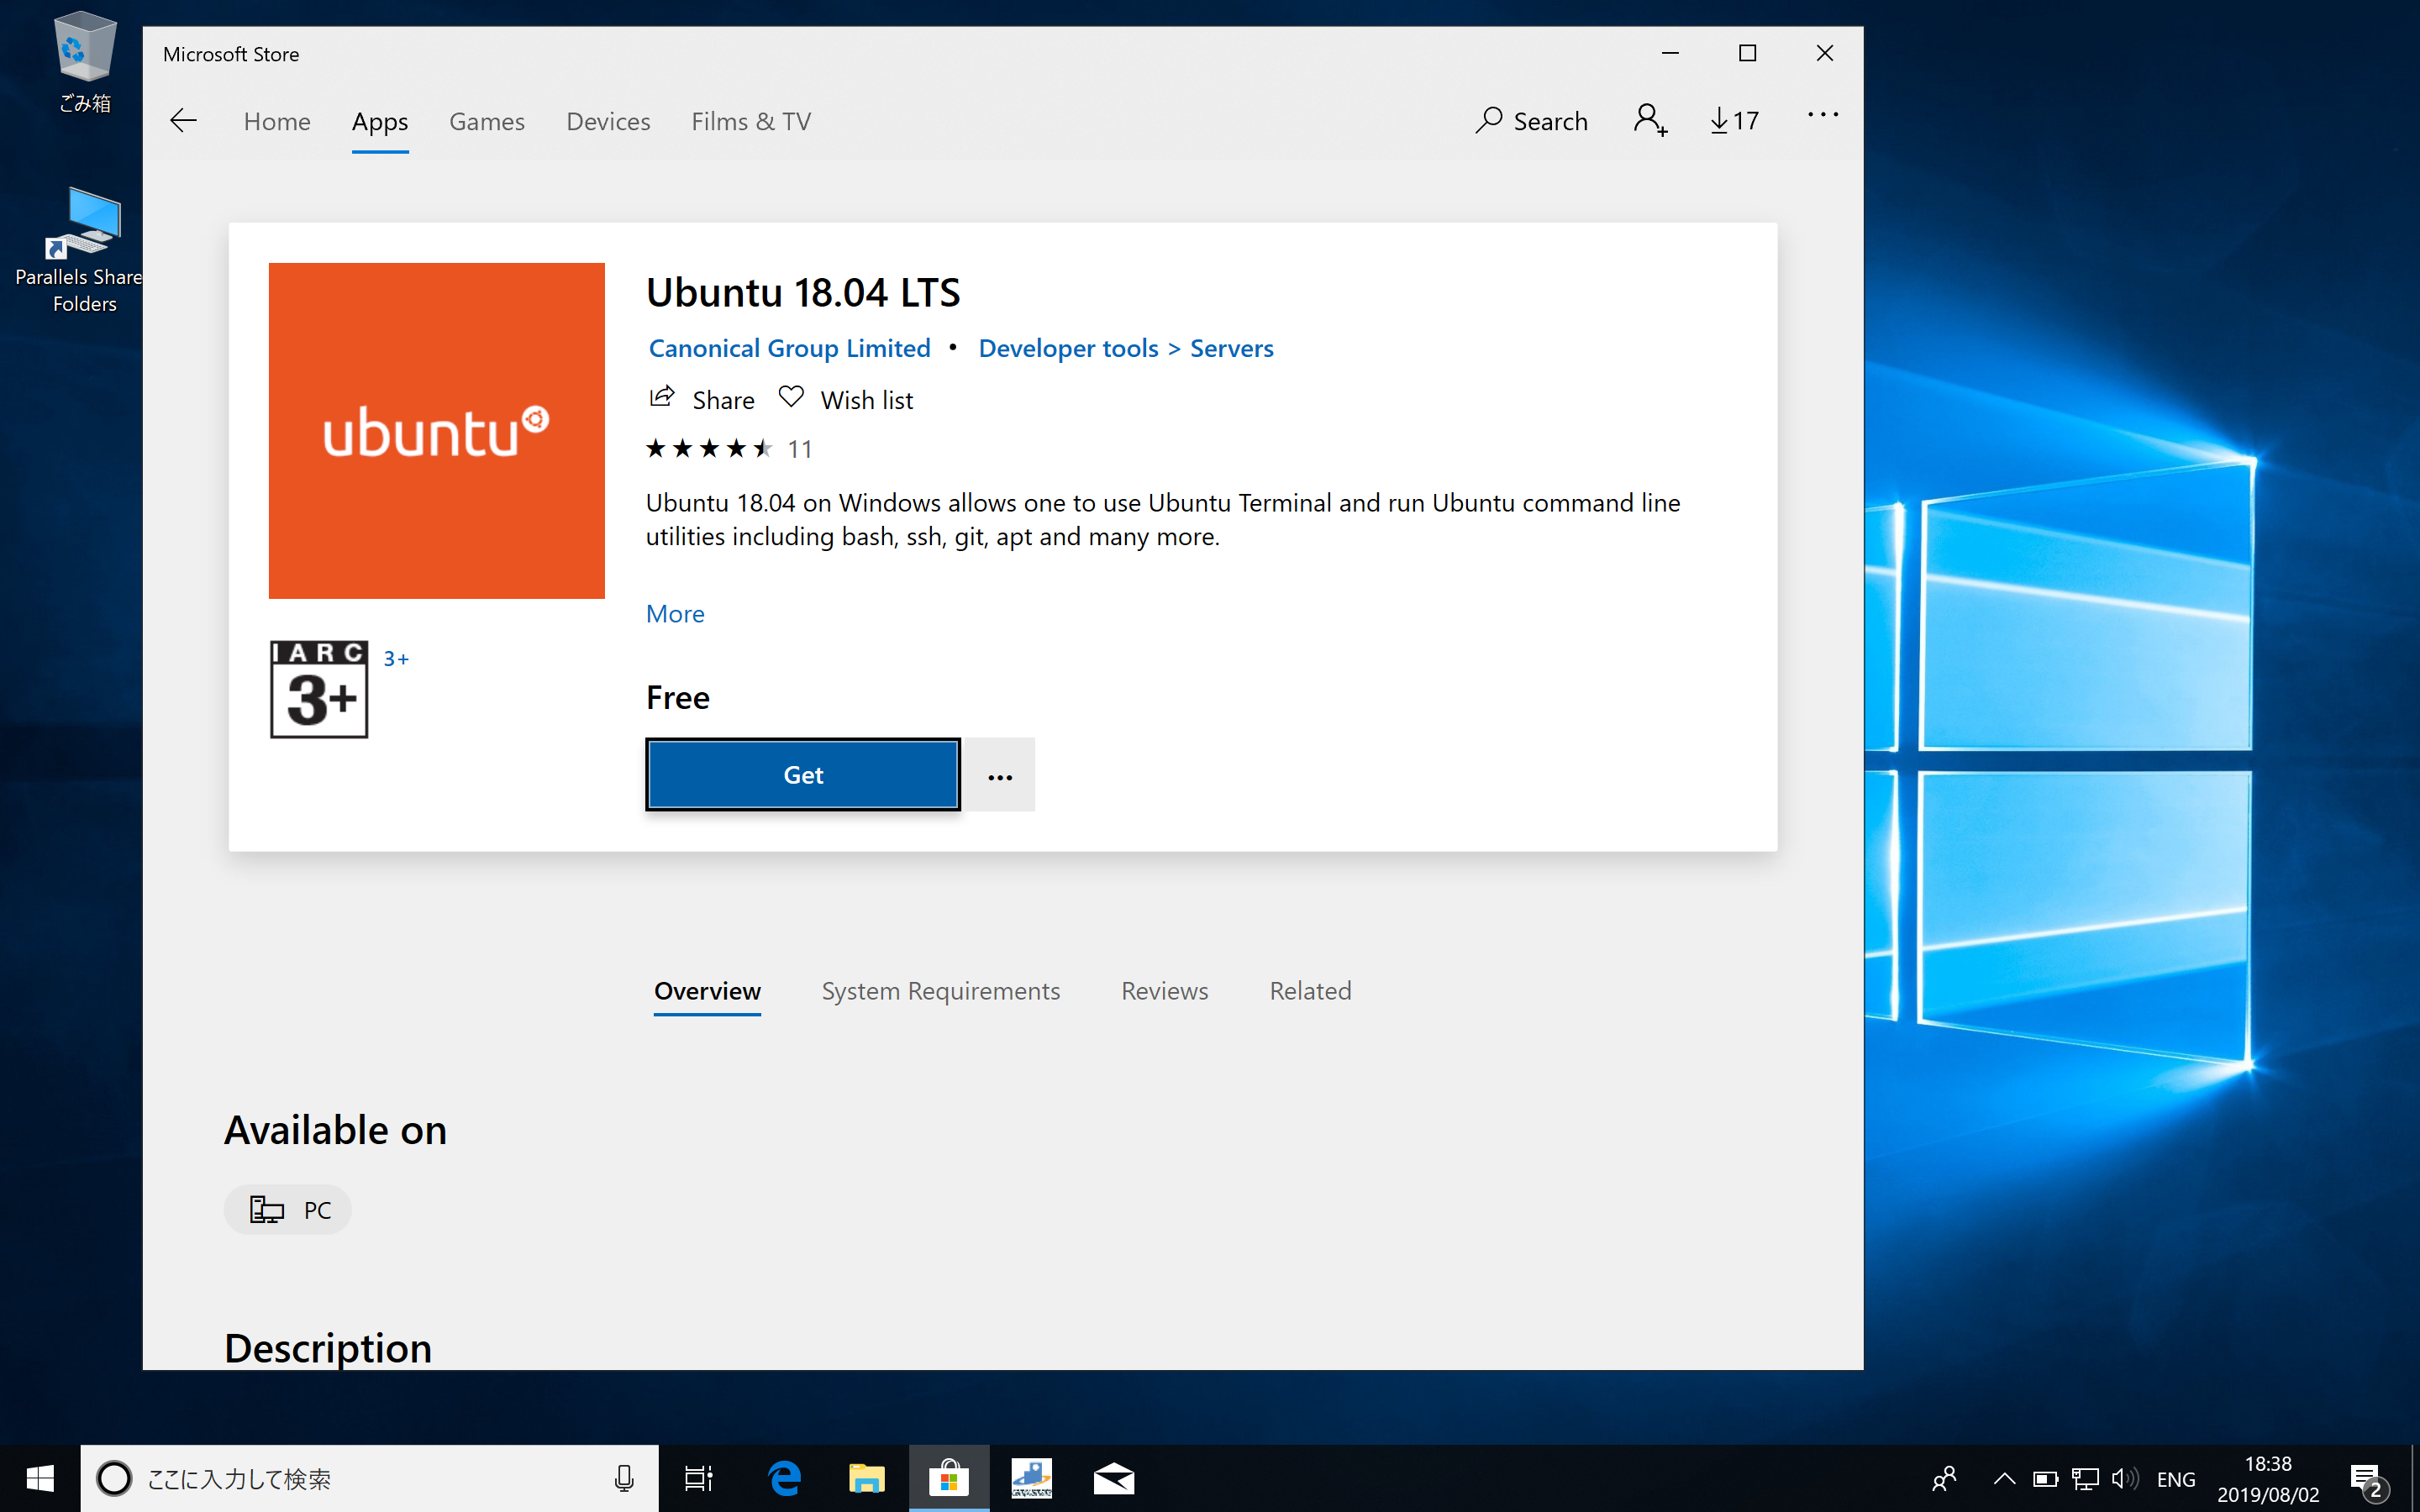 ごみ箱
Parallels Share
Folders
Microsoft Store
Home
Apps
Games
Devices
Films & TV
Search
17
ubuntu
Ubuntu 18.04 LTS
Canonical Group Limited • Developer tools > Servers
Share
Wish list
11
Ubuntu 18.04 on Windows allows one to use Ubuntu Terminal and run Ubuntu command line
utilities including bash, ssh, git, apt and many more.
More
IARC
3+
3+
Free
Get
Overview
System Requirements
Reviews
Related
Available on
PC
Description
ここに入力して検索
ENG
18:38
2019/08/02
2